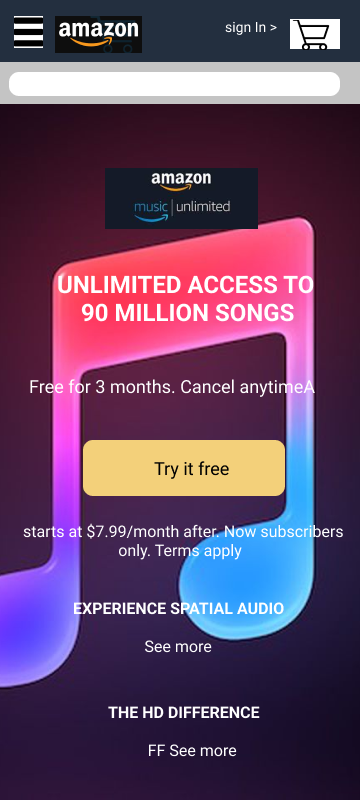 amazon
sign In >
amazon
music | unlimited
UNLIMITED ACCESS TO
90 MILLION SONGS
Free for 3 months. Cancel anytimeA
Try it free
starts at $7.99/month after. Now subscribers
only. Terms apply
EXPERIENCE SPATIAL AUDIO
See more
THE HD DIFFERENCE
FF See more